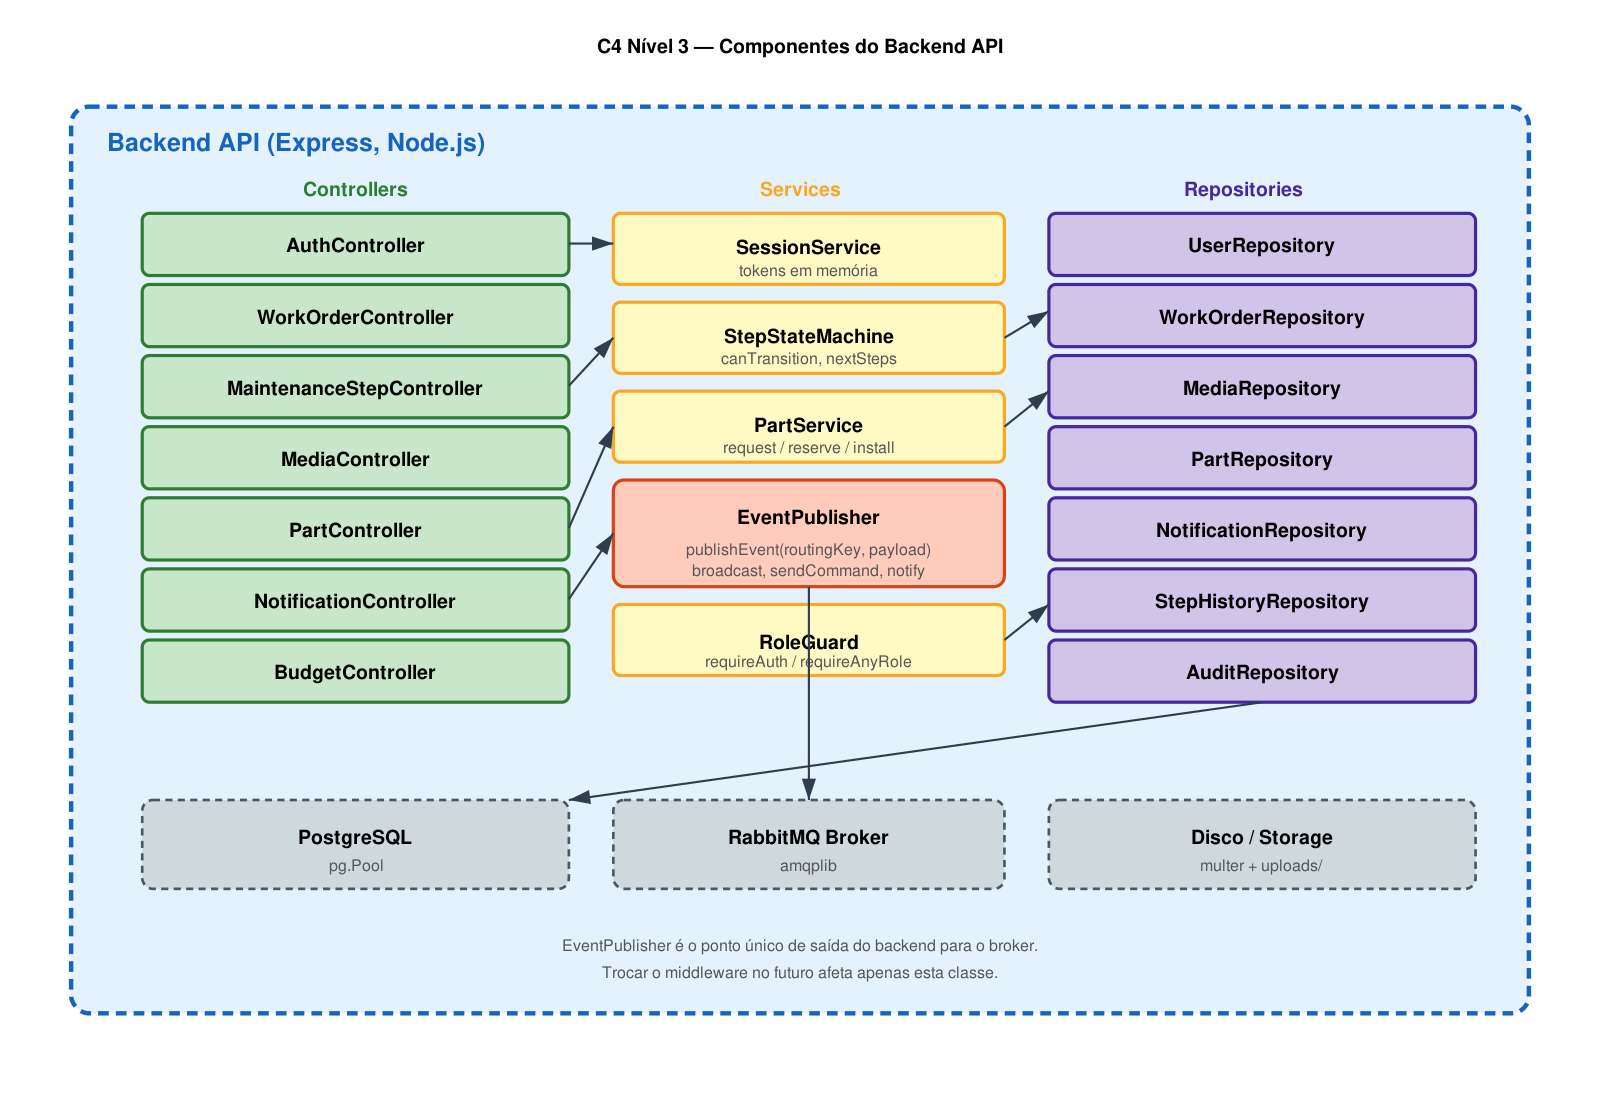 C4 Nível 3 — Componentes do Backend API
Backend API (Express, Node.js)
Controllers
AuthController
WorkOrderController
MaintenanceStepController
MediaController
PartController
NotificationController
BudgetController
Services
SessionService
tokens em memória
StepStateMachine
canTransition, nextSteps
PartService
request / reserve / install
EventPublisher
publishEvent(routingKey, payload)
broadcast, sendCommand, notify
RoleGuard
requireAuth / requireAnyRole
Repositories
UserRepository
WorkOrderRepository
MediaRepository
PartRepository
NotificationRepository
StepHistoryRepository
AuditRepository
PostgreSQL
pg.Pool
RabbitMQ Broker
amqplib
Disco / Storage
multer + uploads/
EventPublisher é o ponto único de saída do backend para o broker.
Trocar o middleware no futuro afeta apenas esta classe.